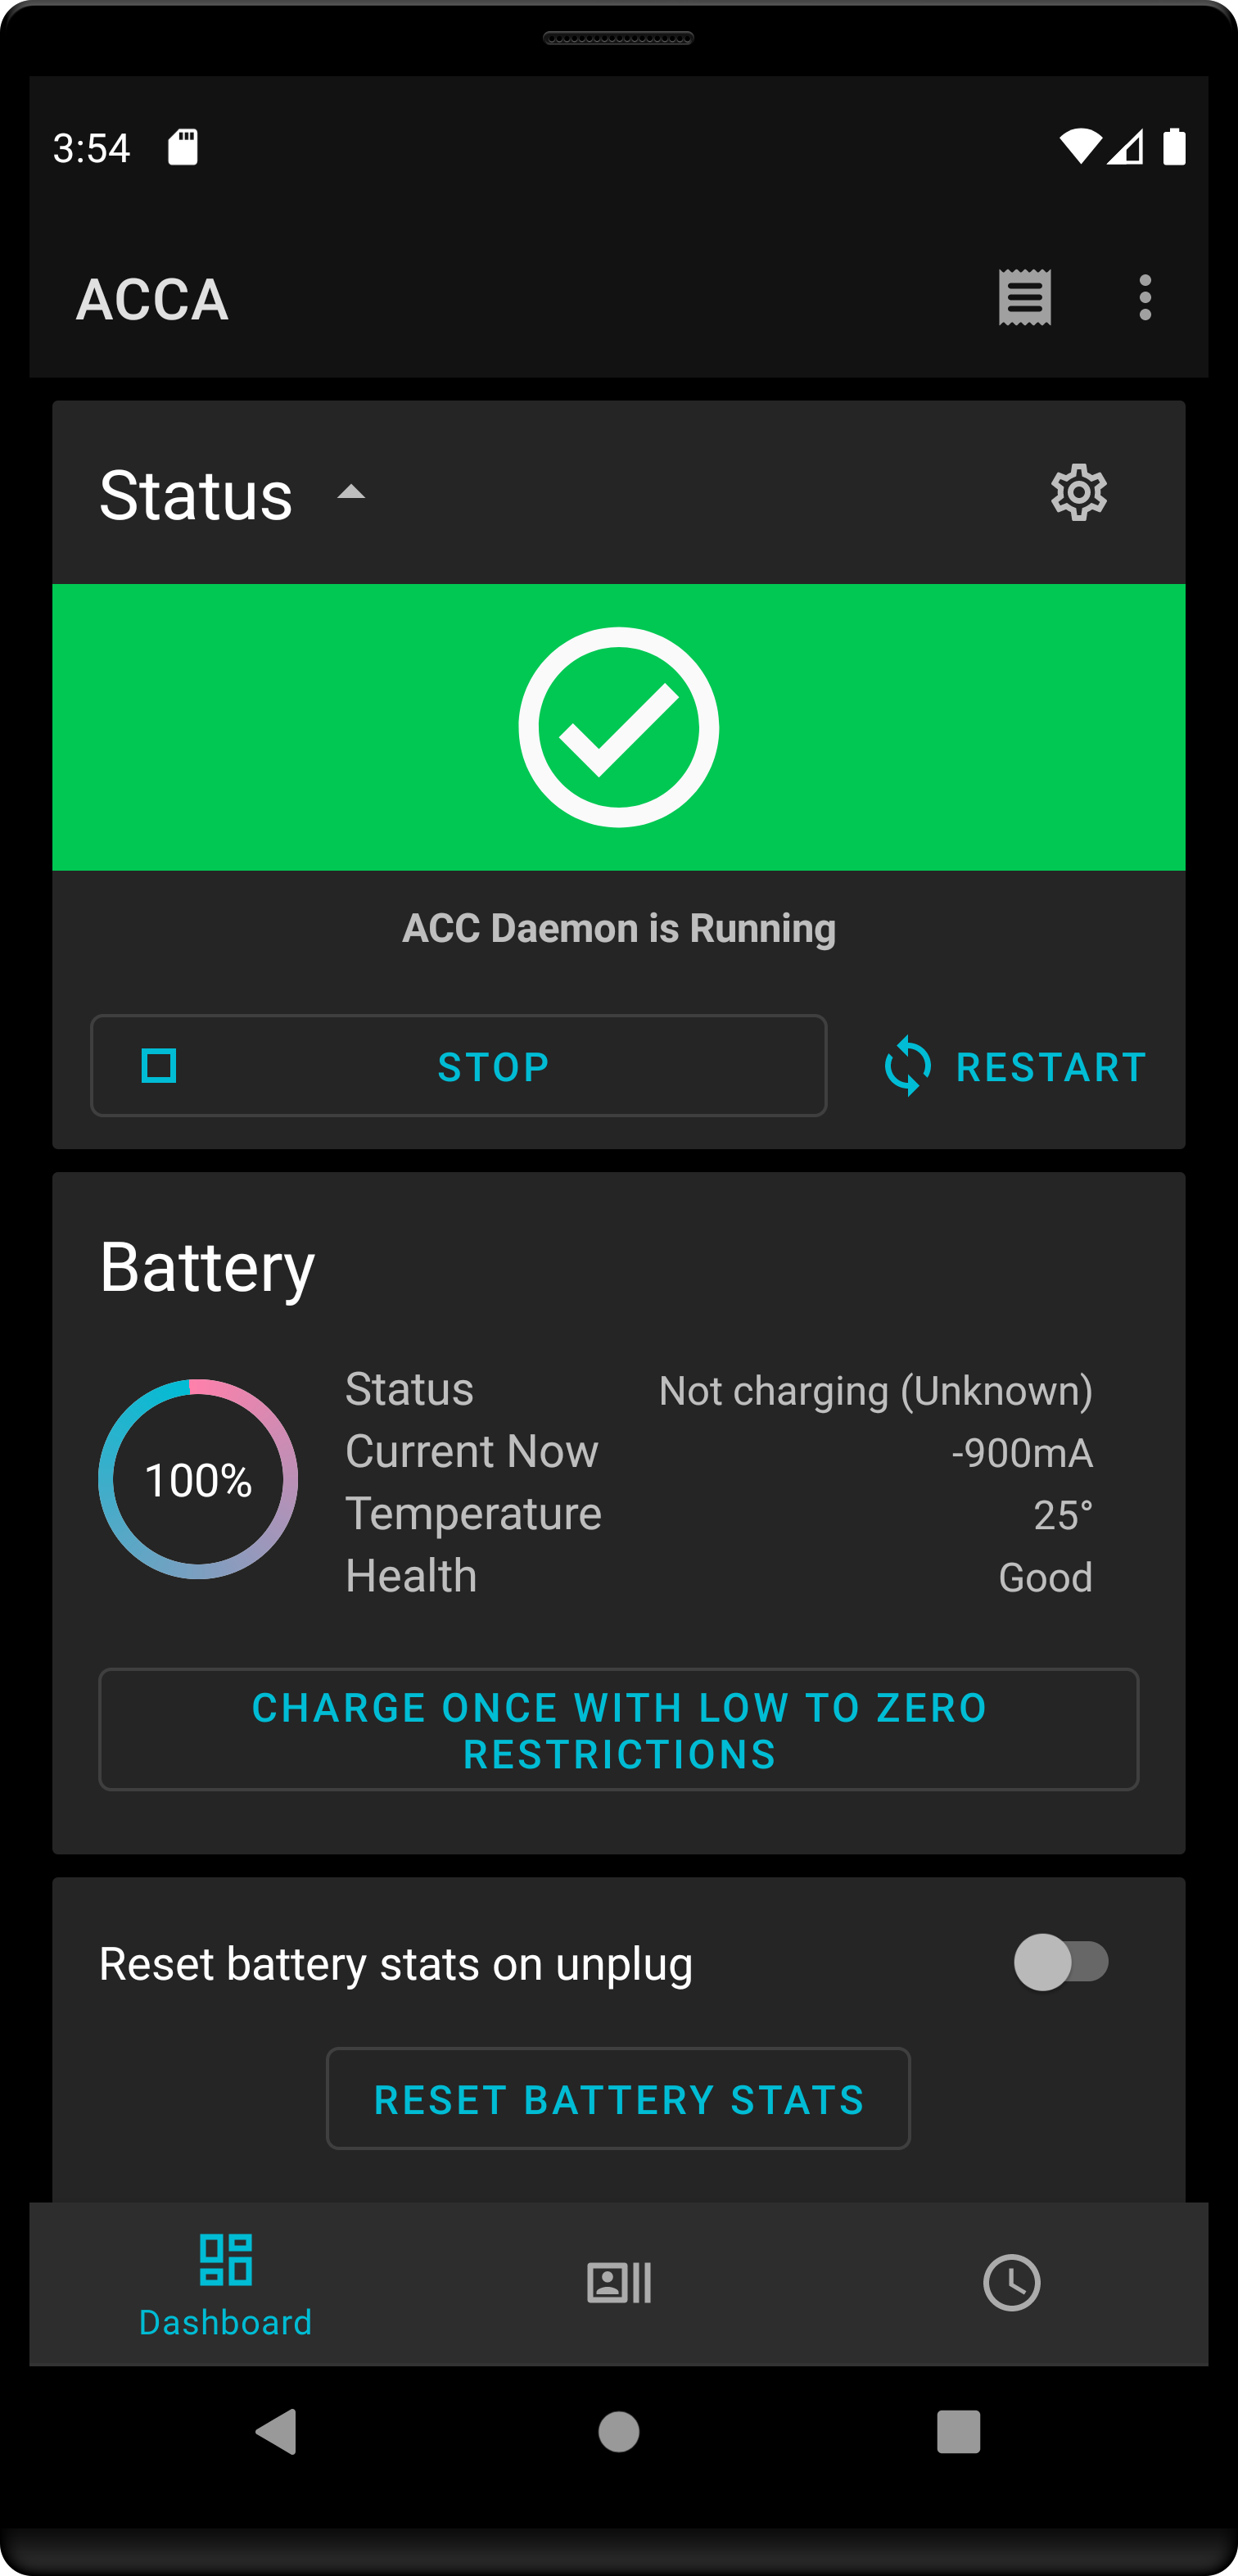 3:54
ACCA
Status
ACC Daemon is Running
STOP
RESTART
Battery
100%
Status Not charging (Unknown)
Current Now -900mA
Temperature 25°
Health Good
CHARGE ONCE WITH LOW TO ZERO
RESTRICTIONS
Reset battery stats on unplug
RESET BATTERY STATS
Dashboard